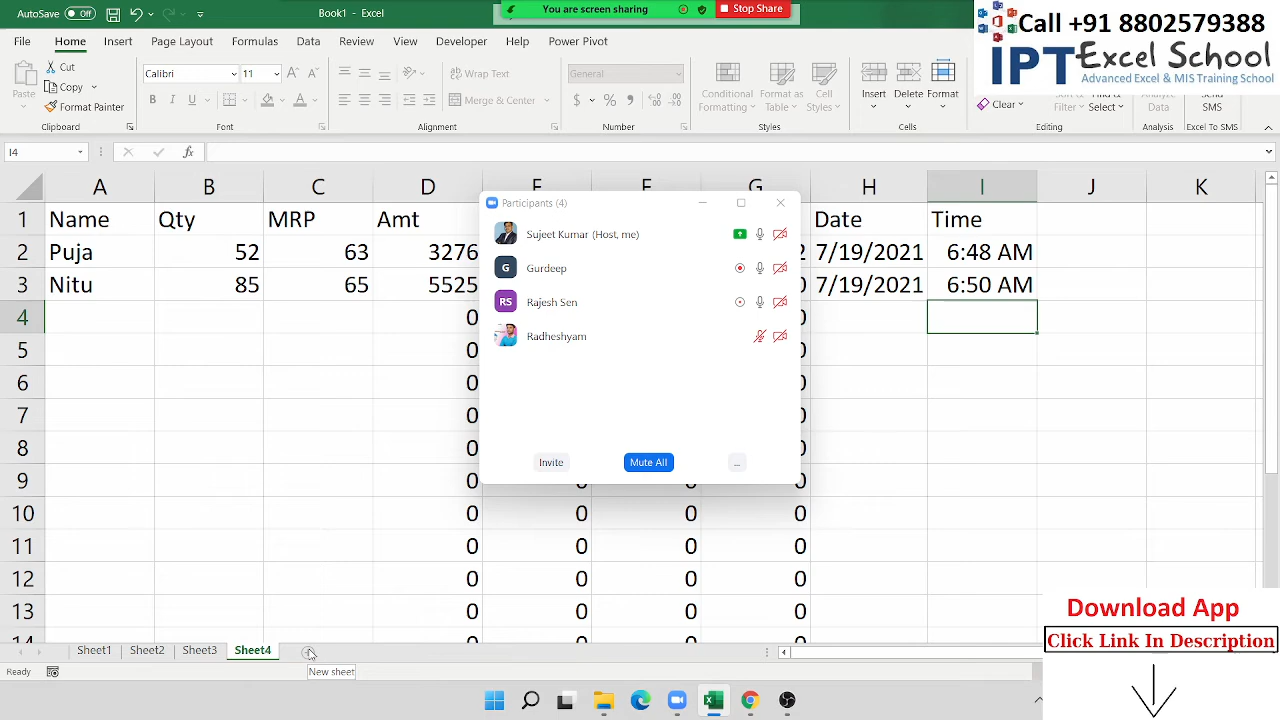 AutoSave Off Book1 - Excel You are screen sharing Stop Share
Call +91 8802579388
IPT Excel School
Advanced Excel & MIS Training School
File Home Insert Page Layout Formulas Data Review View Developer Help Power Pivot
Paste Cut Copy Format Painter
Calibri 11 Wrap Text Merge & Center General
Conditional Formatting Format as Table Cell Styles
Insert Delete Format Clear
Filter Select Data SMS
Clipboard Font Alignment Number Styles Cells Editing Analysis Excel To SMS
I4
A B C D E F G H I J K
1 Name Qty MRP Amt Date Time
2 Puja 52 63 3276 2 7/19/2021 6:48 AM
3 Nitu 85 65 5525 7/19/2021 6:50 AM
4 0 0
5 0 0
6 0 0
7 0 0
8 0 0
9 0 0 0 0
10 0 0 0 0
11 0 0 0 0
12 0 0 0 0
13 0 0 0 0
14
Participants (4)
Sujeet Kumar (Host, me)
G Gurdeep
RS Rajesh Sen
Radheshyam
Invite Mute All ...
Download App
Click Link In Description
Sheet1 Sheet2 Sheet3 Sheet4
Ready New sheet